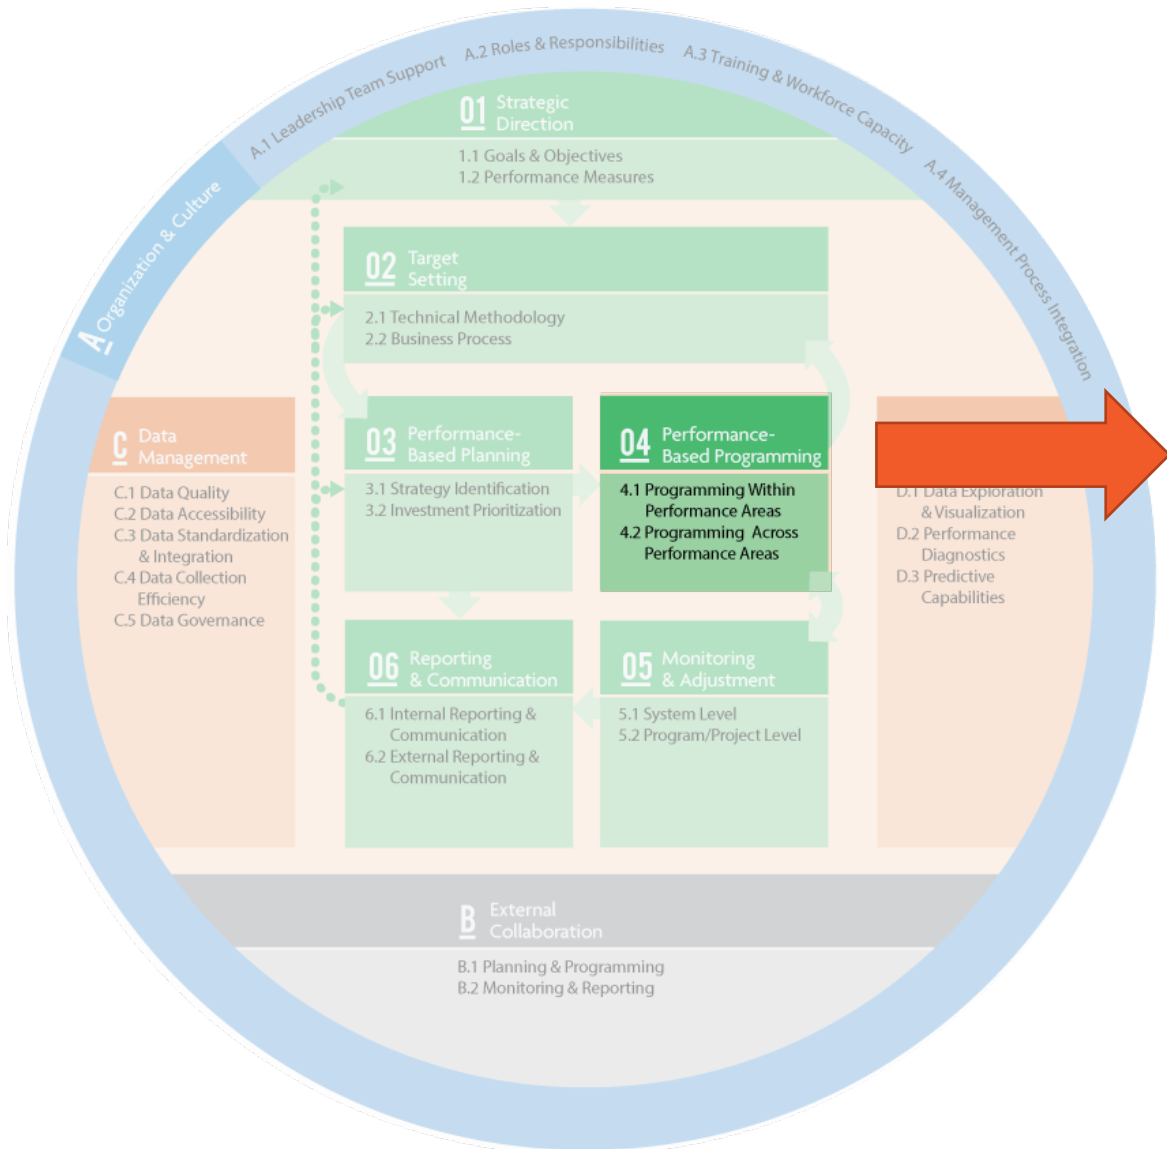 A.1 Leadership Team Support
A.2 Roles & Responsibilities
A.3 Training & Workforce Capacity
A.4 Management Process Integration
A Organization & Culture
01 Strategic
Direction
1.1 Goals & Objectives
1.2 Performance Measures
02 Target
Setting
2.1 Technical Methodology
2.2 Business Process
C Data
Management
C.1 Data Quality
C.2 Data Accessibility
C.3 Data Standardization
& Integration
C.4 Data Collection
Efficiency
C.5 Data Governance
03 Performance-
Based Planning
3.1 Strategy Identification
3.2 Investment Prioritization
04 Performance-
Based Programming
4.1 Programming Within
Performance Areas
4.2 Programming Across
Performance Areas
D.1 Data Exploration
& Visualization
D.2 Performance
Diagnostics
D.3 Predictive
Capabilities
06 Reporting
& Communication
6.1 Internal Reporting &
Communication
6.2 External Reporting &
Communication
05 Monitoring
& Adjustment
5.1 System Level
5.2 Program/Project Level
B External
Collaboration
B.1 Planning & Programming
B.2 Monitoring & Reporting